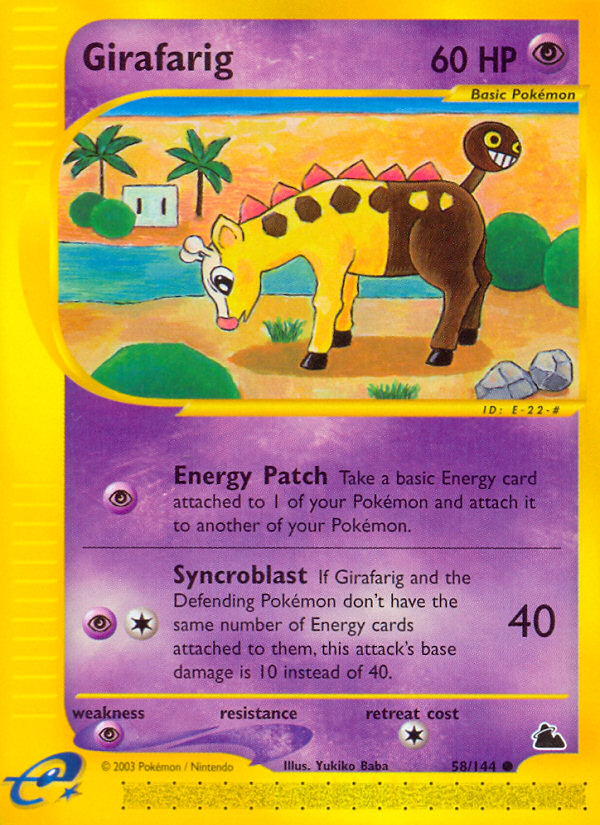 Girafarig 60 HP
Basic Pokémon
ID: E-22-#
Energy Patch Take a basic Energy card
attached to 1 of your Pokémon and attach it
to another of your Pokémon.
Syncroblast If Girafarig and the
Defending Pokémon don't have the
same number of Energy cards
attached to them, this attack's base
damage is 10 instead of 40.
40
weakness resistance retreat cost
© 2003 Pokémon / Nintendo Illus. Yukiko Baba 58/144
e